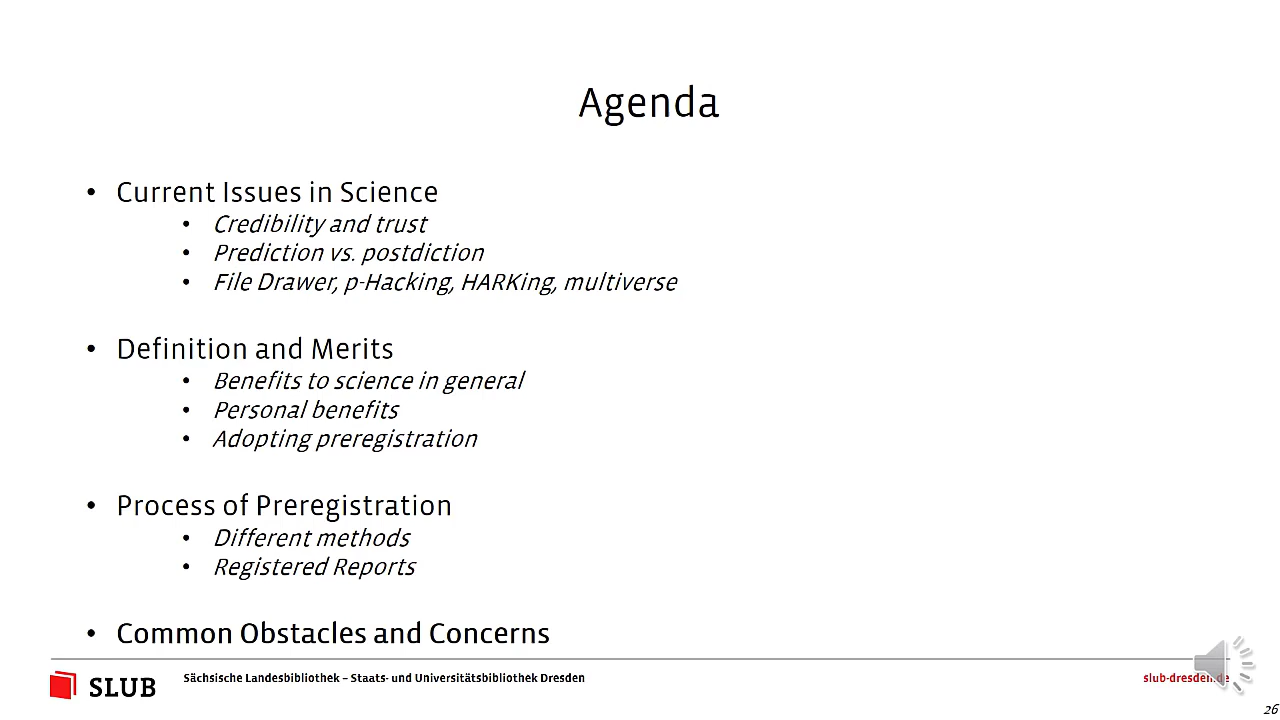 Agenda
• Current Issues in Science
• Credibility and trust
• Prediction vs. postdiction
• File Drawer, p-Hacking, HARKing, multiverse
• Definition and Merits
• Benefits to science in general
• Personal benefits
• Adopting preregistration
• Process of Preregistration
• Different methods
• Registered Reports
• Common Obstacles and Concerns
SLUB
Sächsische Landesbibliothek – Staats- und Universitätsbibliothek Dresden
slub-dresden.de
26